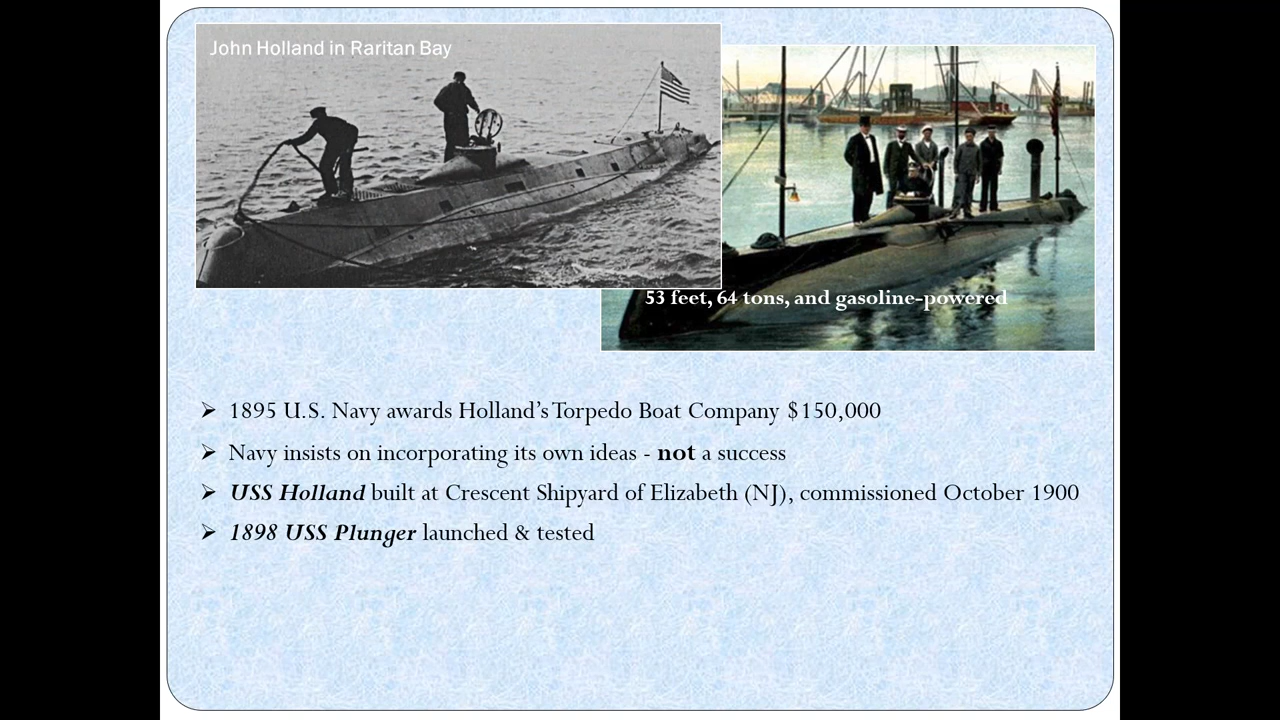 John Holland in Raritan Bay
53 feet, 64 tons, and gasoline-powered
1895 U.S. Navy awards Holland's Torpedo Boat Company $150,000
Navy insists on incorporating its own ideas - not a success
USS Holland built at Crescent Shipyard of Elizabeth (NJ), commissioned October 1900
1898 USS Plunger launched & tested